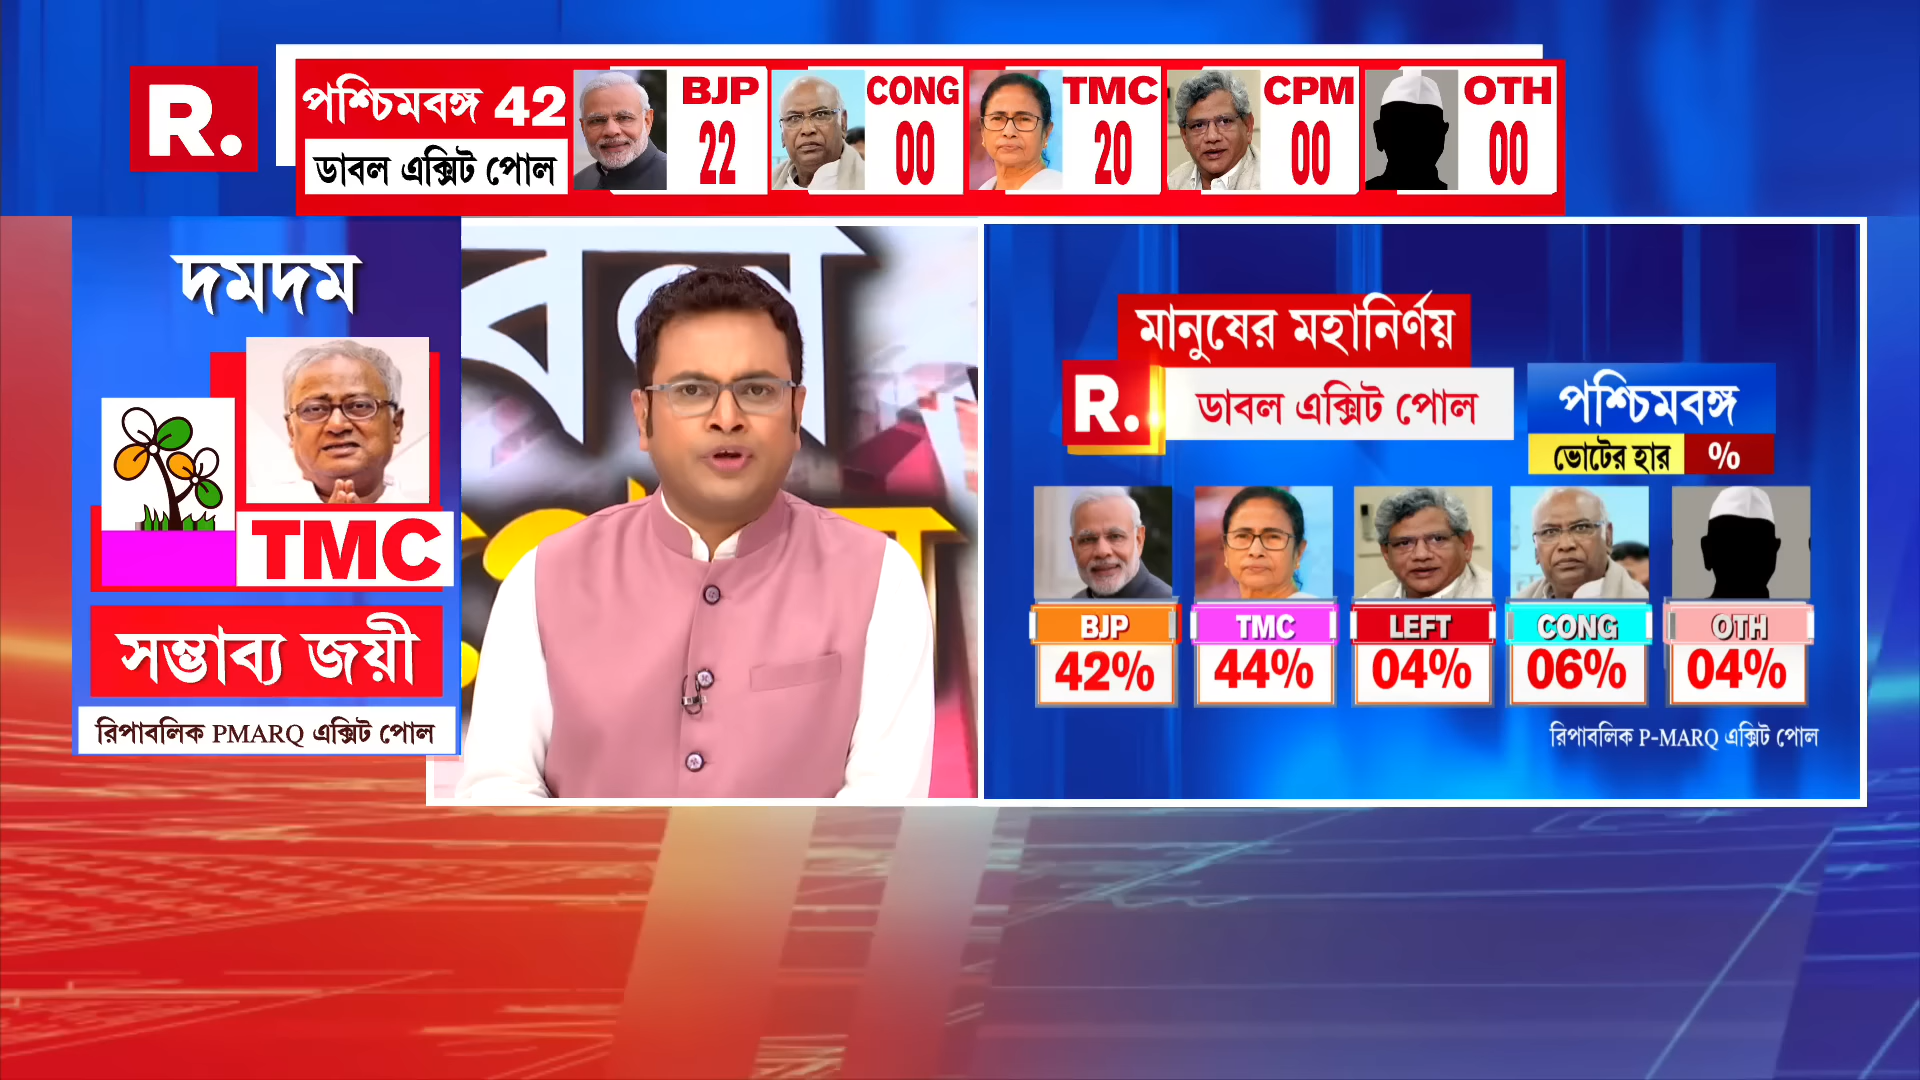 R.
পশ্চিমবঙ্গ 42
ডাবল এক্সিট পোল
BJP
22
CONG
00
TMC
20
CPM
00
OTH
00
দমদম
TMC
সম্ভাব্য জয়ী
রিপাবলিক PMARQ এক্সিট পোল
মানুষের মহানির্ণয়
R.
ডাবল এক্সিট পোল
পশ্চিমবঙ্গ
ভোটের হার %
BJP
42%
TMC
44%
LEFT
04%
CONG
06%
OTH
04%
রিপাবলিক P-MARQ এক্সিট পোল